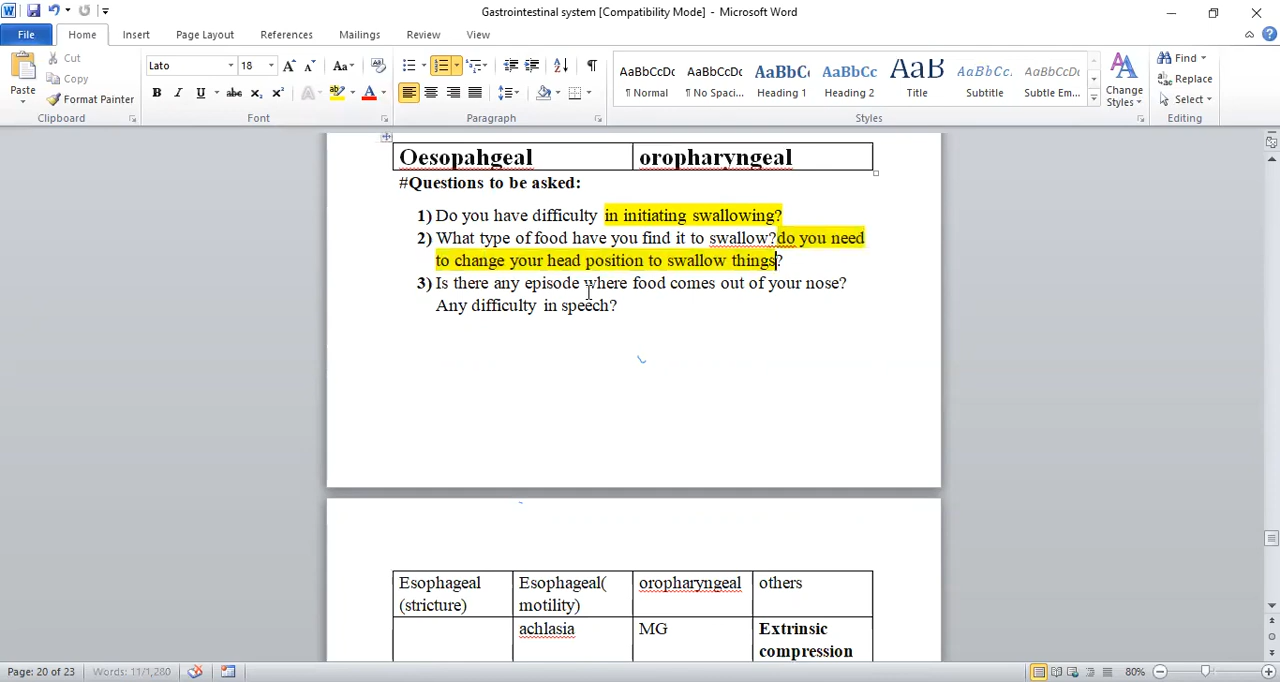 Gastrointestinal system [Compatibility Mode] - Microsoft Word
File Home Insert Page Layout References Mailings Review View
Cut
Copy
Format Painter
Paste
Lato 18
AaBbCcDc AaBbCcDc AaBbCc AaBbCc AaB AaBbCc. AaBbCcDc
¶ Normal ¶ No Spaci... Heading 1 Heading 2 Title Subtitle Subtle Em...
Change
Styles
Find
Replace
Select
Clipboard Font Paragraph Styles Editing
Oesopahgeal oropharyngeal
#Questions to be asked:
1) Do you have difficulty in initiating swallowing?
2) What type of food have you find it to swallow?do you need
to change your head position to swallow things?
3) Is there any episode where food comes out of your nose?
Any difficulty in speech?
Esophageal Esophageal( oropharyngeal others
(stricture) motility)
achlasia MG Extrinsic
compression
Page: 20 of 23 Words: 11/1,280 80%